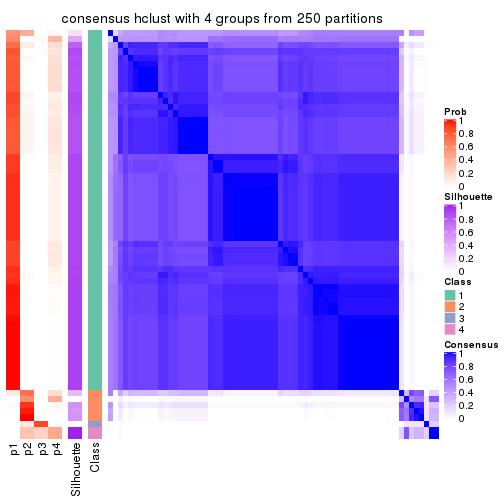 consensus hclust with 4 groups from 250 partitions
Prob
1
0.8
0.6
0.4
0.2
0
Silhouette
1
0.8
0.6
0.4
0.2
0
Class
1
2
3
4
Consensus
1
0.8
0.6
0.4
0.2
0
p1
p2
p3
p4
Silhouette
Class